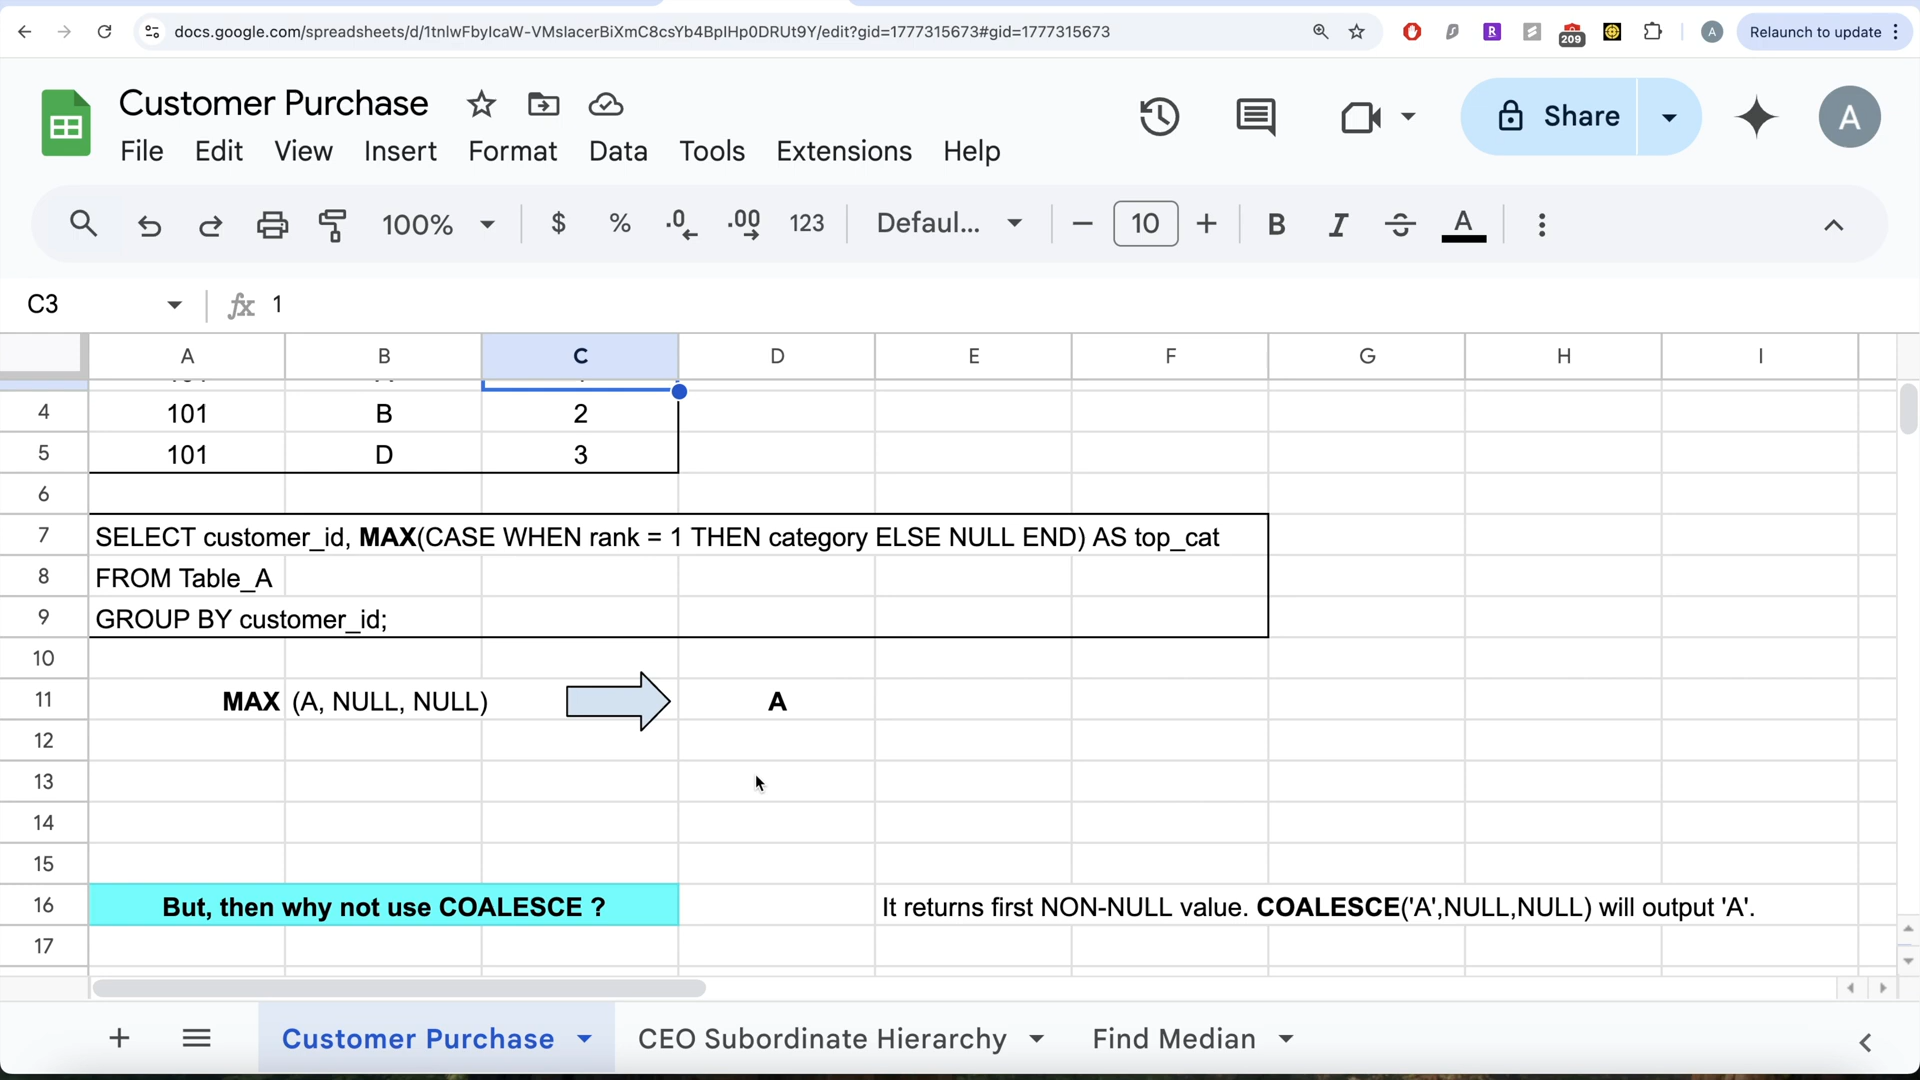 docs.google.com/spreadsheets/d/1tnlwFbyIcaW-VMslacerBiXmC8csYb4BpIHp0DRUt9Y/edit?gid=1777315673#gid=1777315673
209
A
Relaunch to update
Customer Purchase
Share
A
File Edit View Insert Format Data Tools Extensions Help
100% $ % .0 .00 123 Defaul... 10 B I S A
C3 fx 1
A B C D E F G H I
4 101 B 2
5 101 D 3
6
7 SELECT customer_id, MAX(CASE WHEN rank = 1 THEN category ELSE NULL END) AS top_cat
8 FROM Table_A
9 GROUP BY customer_id;
10
11 MAX (A, NULL, NULL) A
12
13
14
15
16 But, then why not use COALESCE ? It returns first NON-NULL value. COALESCE('A',NULL,NULL) will output 'A'.
17
Customer Purchase CEO Subordinate Hierarchy Find Median